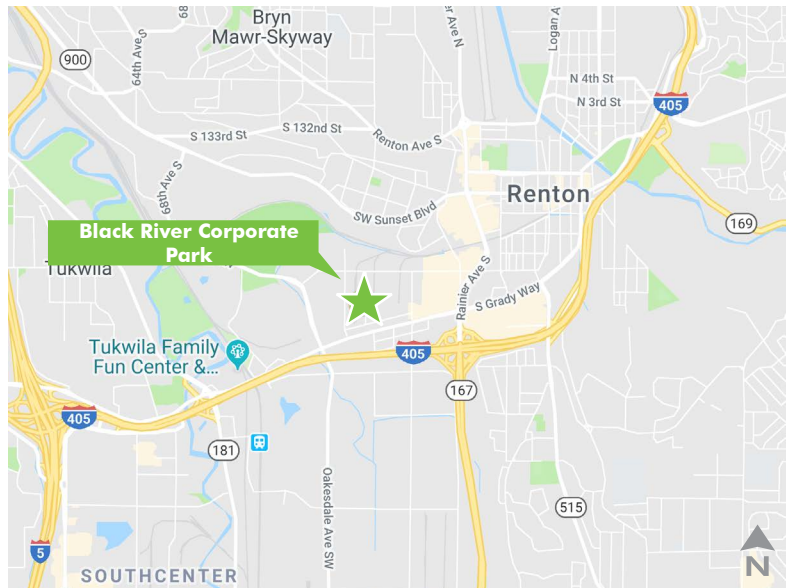 Bryn
Mawr-Skyway
68
900
64th Ave S
Logan A
N 4th St
N 3rd St
405
S 132nd St
S 133rd St
Renton Ave S
68th Ave S
Renton
SW Sunset Blvd
169
Black River Corporate
Park
Tukwila
Rainier Ave S
S Grady Way
Tukwila Family
Fun Center &...
405
167
405
181
Oakesdale Ave SW
515
5
SOUTHCENTER
N